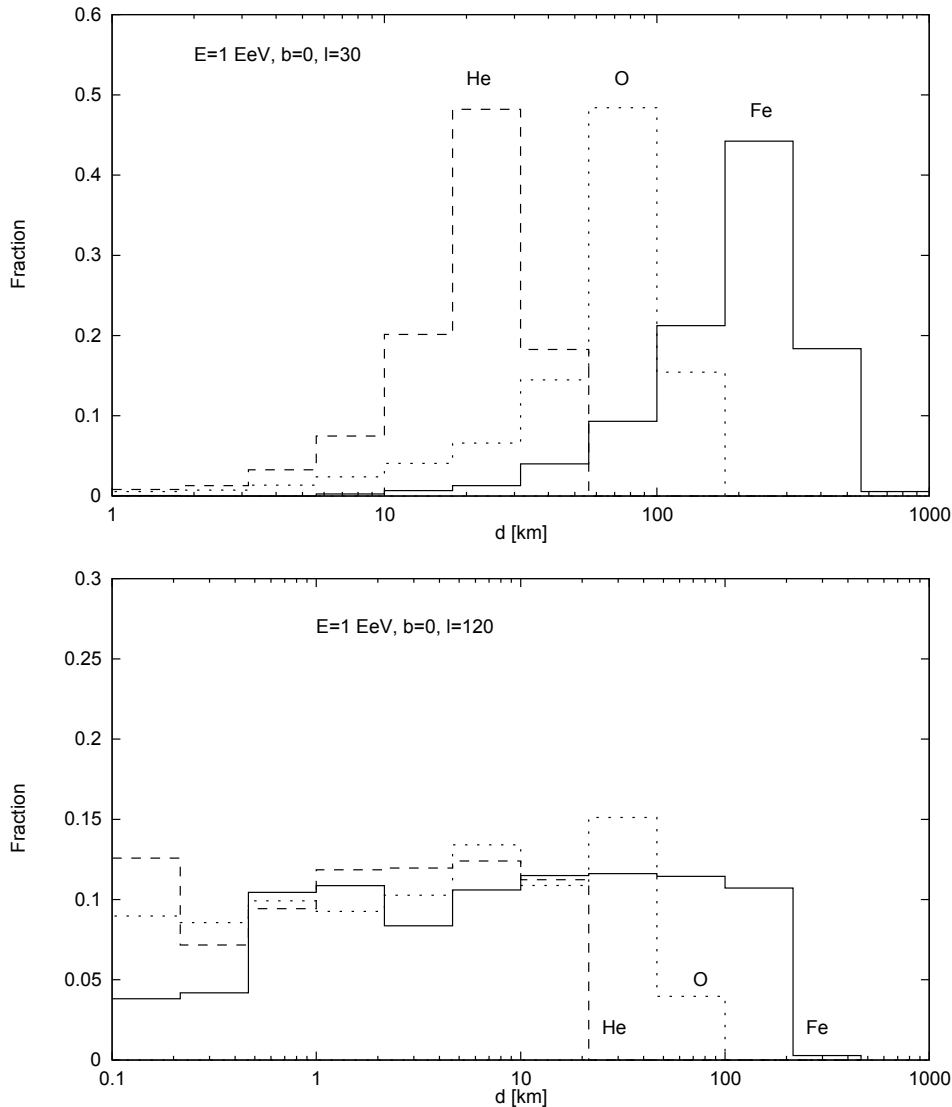 0.6
E=1 EeV, b=0, l=30
He
O
Fe
0.5
0.4
0.3
0.2
0.1
0
Fraction
1
10
100
1000
d [km]
0.3
E=1 EeV, b=0, l=120
0.25
0.2
0.15
0.1
0.05
0
Fraction
O
He
Fe
0.1
1
10
100
1000
d [km]